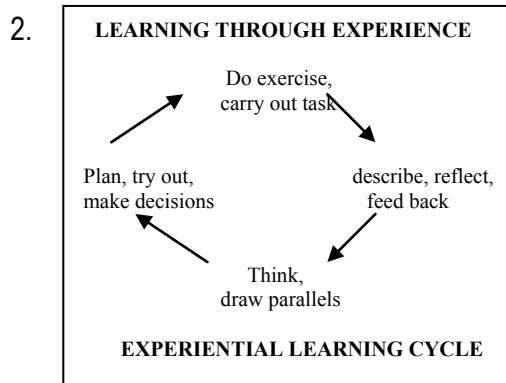 2.
LEARNING THROUGH EXPERIENCE
Do exercise,
carry out task
describe, reflect,
feed back
Think,
draw parallels
Plan, try out,
make decisions
EXPERIENTIAL LEARNING CYCLE